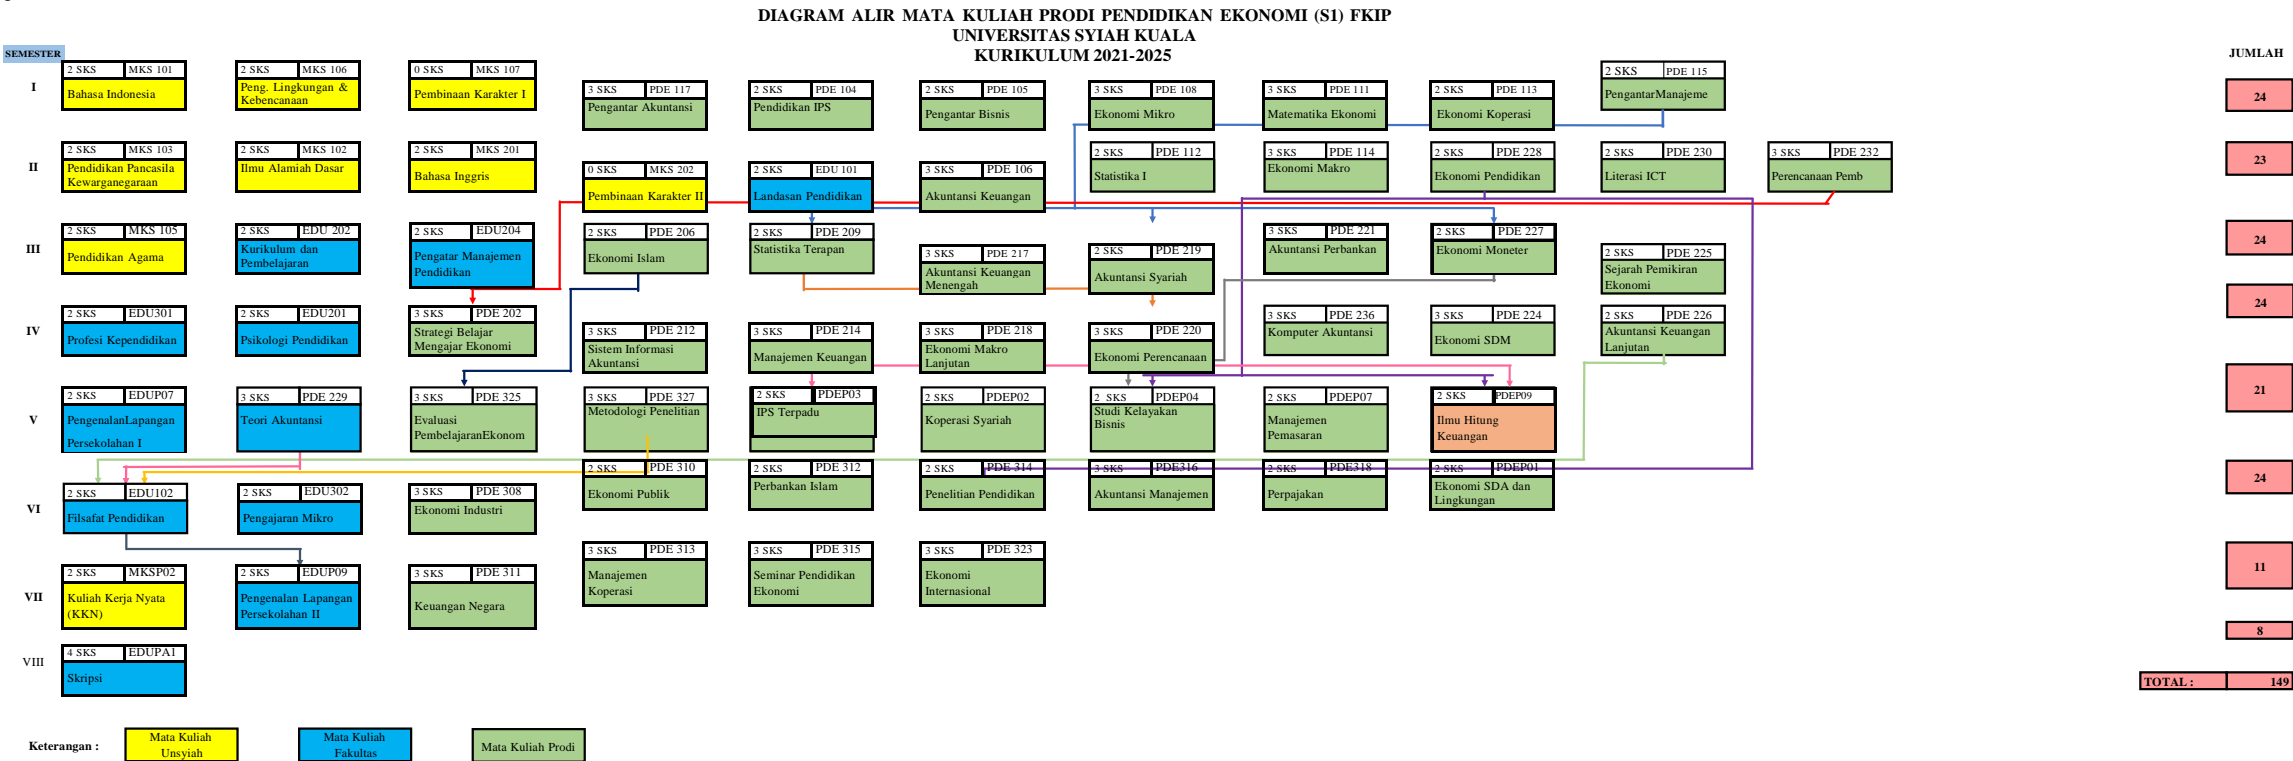 DIAGRAM ALIR MATA KULIAH PRODI PENDIDIKAN EKONOMI (S1) FKIP
UNIVERSITAS SYIAH KUALA
KURIKULUM 2021-2025
SEMESTER
JUMLAH
I
2 SKS MKS 101
Bahasa Indonesia
2 SKS MKS 106
Peng. Lingkungan &
Kebencanaan
0 SKS MKS 107
Pembinaan Karakter I
3 SKS PDE 117
Pengantar Akuntansi
2 SKS PDE 104
Pendidikan IPS
2 SKS PDE 105
Pengantar Bisnis
3 SKS PDE 108
Ekonomi Mikro
3 SKS PDE 111
Matematika Ekonomi
2 SKS PDE 113
Ekonomi Koperasi
2 SKS PDE 115
PengantarManajeme
24
II
2 SKS MKS 103
Pendidikan Pancasila
Kewarganegaraan
2 SKS MKS 102
Ilmu Alamiah Dasar
2 SKS MKS 201
Bahasa Inggris
0 SKS MKS 202
Pembinaan Karakter II
2 SKS EDU 101
Landasan Pendidikan
3 SKS PDE 106
Akuntansi Keuangan
2 SKS PDE 112
Statistika I
3 SKS PDE 114
Ekonomi Makro
2 SKS PDE 228
Ekonomi Pendidikan
2 SKS PDE 230
Literasi ICT
3 SKS PDE 232
Perencanaan Pemb
23
III
2 SKS MKS 105
Pendidikan Agama
2 SKS EDU 202
Kurikulum dan
Pembelajaran
2 SKS EDU204
Pengatar Manajemen
Pendidikan
2 SKS PDE 206
Ekonomi Islam
2 SKS PDE 209
Statistika Terapan
3 SKS PDE 217
Akuntansi Keuangan
Menengah
2 SKS PDE 219
Akuntansi Syariah
3 SKS PDE 221
Akuntansi Perbankan
2 SKS PDE 227
Ekonomi Moneter
2 SKS PDE 225
Sejarah Pemikiran
Ekonomi
24
IV
2 SKS EDU301
Profesi Kependidikan
2 SKS EDU201
Psikologi Pendidikan
3 SKS PDE 202
Strategi Belajar
Mengajar Ekonomi
3 SKS PDE 212
Sistem Informasi
Akuntansi
3 SKS PDE 214
Manajemen Keuangan
3 SKS PDE 218
Ekonomi Makro
Lanjutan
3 SKS PDE 220
Ekonomi Perencanaan
3 SKS PDE 236
Komputer Akuntansi
3 SKS PDE 224
Ekonomi SDM
2 SKS PDE 226
Akuntansi Keuangan
Lanjutan
24
V
2 SKS EDUP07
PengenalanLapangan
Persekolahan I
3 SKS PDE 229
Teori Akuntansi
3 SKS PDE 325
Evaluasi
PembelajaranEkonom
3 SKS PDE 327
Metodologi Penelitian
2 SKS PDEP03
IPS Terpadu
2 SKS PDEP02
Koperasi Syariah
2 SKS PDEP04
Studi Kelayakan
Bisnis
2 SKS PDEP07
Manajemen
Pemasaran
2 SKS PDEP09
Ilmu Hitung
Keuangan
21
VI
2 SKS EDU102
Filsafat Pendidikan
2 SKS EDU302
Pengajaran Mikro
3 SKS PDE 308
Ekonomi Industri
2 SKS PDE 310
Ekonomi Publik
2 SKS PDE 312
Perbankan Islam
2 SKS PDE 314
Penelitian Pendidikan
3 SKS PDE316
Akuntansi Manajemen
2 SKS PDE318
Perpajakan
2 SKS PDEP01
Ekonomi SDA dan
Lingkungan
24
VII
2 SKS MKSP02
Kuliah Kerja Nyata
(KKN)
2 SKS EDUP09
Pengenalan Lapangan
Persekolahan II
3 SKS PDE 311
Keuangan Negara
3 SKS PDE 313
Manajemen
Koperasi
3 SKS PDE 315
Seminar Pendidikan
Ekonomi
3 SKS PDE 323
Ekonomi
Internasional
11
VIII
4 SKS EDUPA1
Skripsi
8
TOTAL : 149
Keterangan :
Mata Kuliah
Unsyiah
Mata Kuliah
Fakultas
Mata Kuliah Prodi